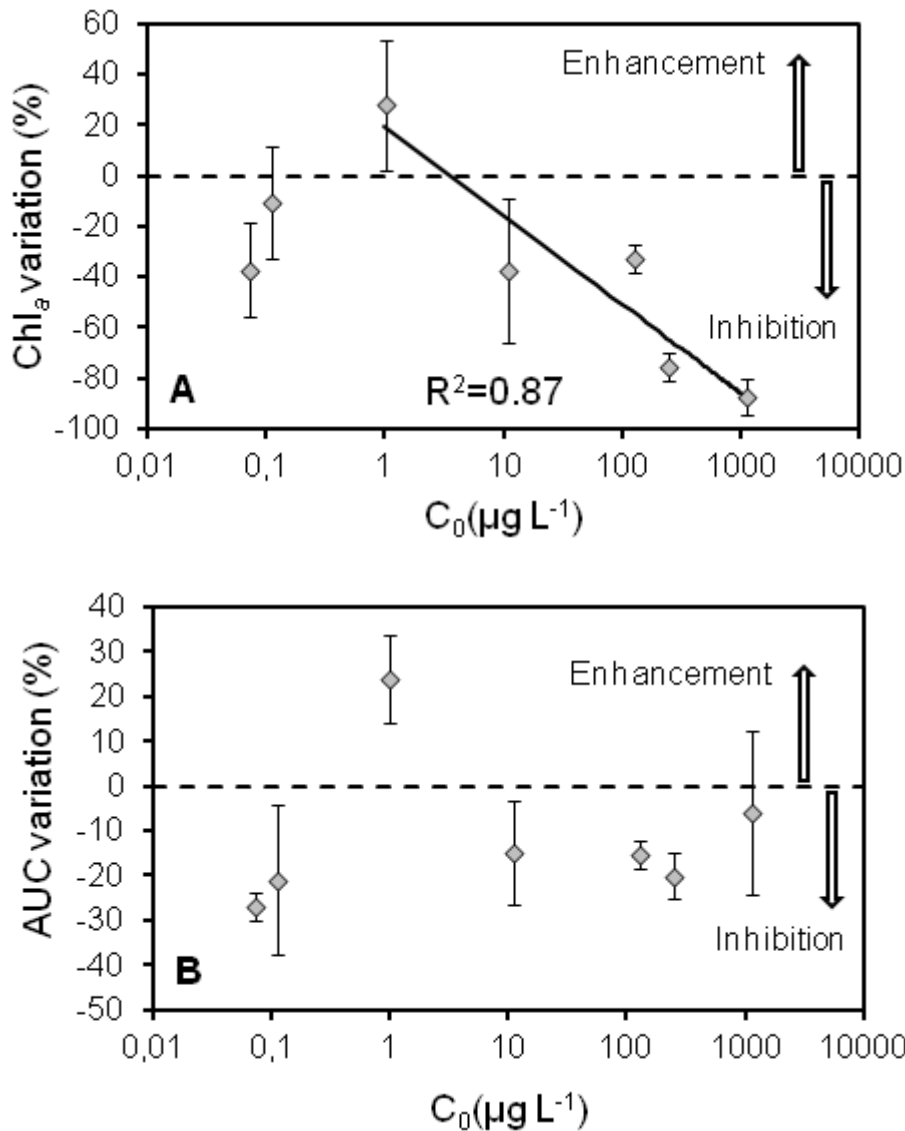 60
40
20
0
-20
-40
-60
-80
-100
Chlₐ variation (%)
Enhancement
Inhibition
A
R²=0.87
0,01 0,1 1 10 100 1000 10000
C₀(µg L⁻¹)
40
30
20
10
0
-10
-20
-30
-40
-50
AUC variation (%)
Enhancement
Inhibition
B
0,01 0,1 1 10 100 1000 10000
C₀(µg L⁻¹)